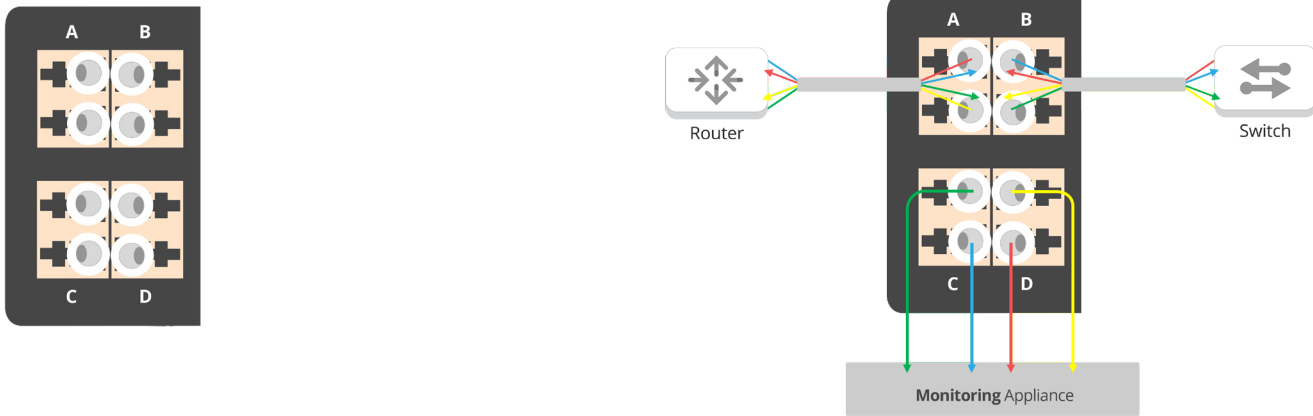 A B
C D
A B
Router
Switch
C D
Monitoring Appliance